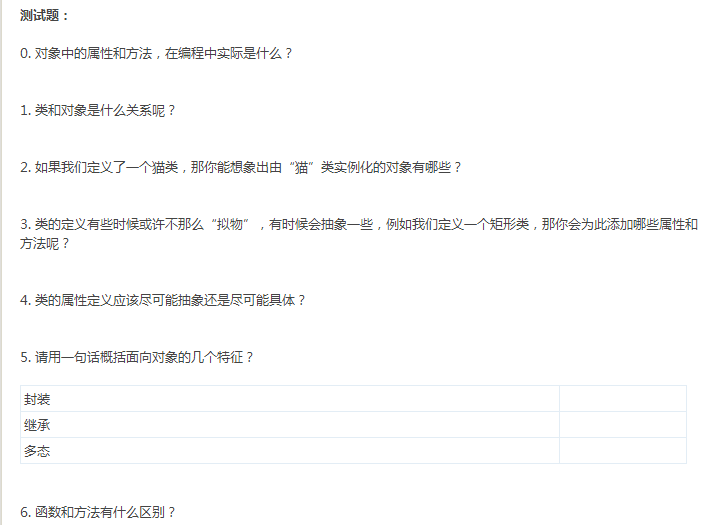 测试题：
0. 对象中的属性和方法，在编程中实际是什么？
1. 类和对象是什么关系呢？
2. 如果我们定义了一个猫类，那你能想象出由“猫”类实例化的对象有哪些？
3. 类的定义有些时候或许不那么“拟物”，有时候会抽象一些，例如我们定义一个矩形类，那你会为此添加哪些属性和
方法呢？
4. 类的属性定义应该尽可能抽象还是尽可能具体？
5. 请用一句话概括面向对象的几个特征？
封装
继承
多态
6. 函数和方法有什么区别？